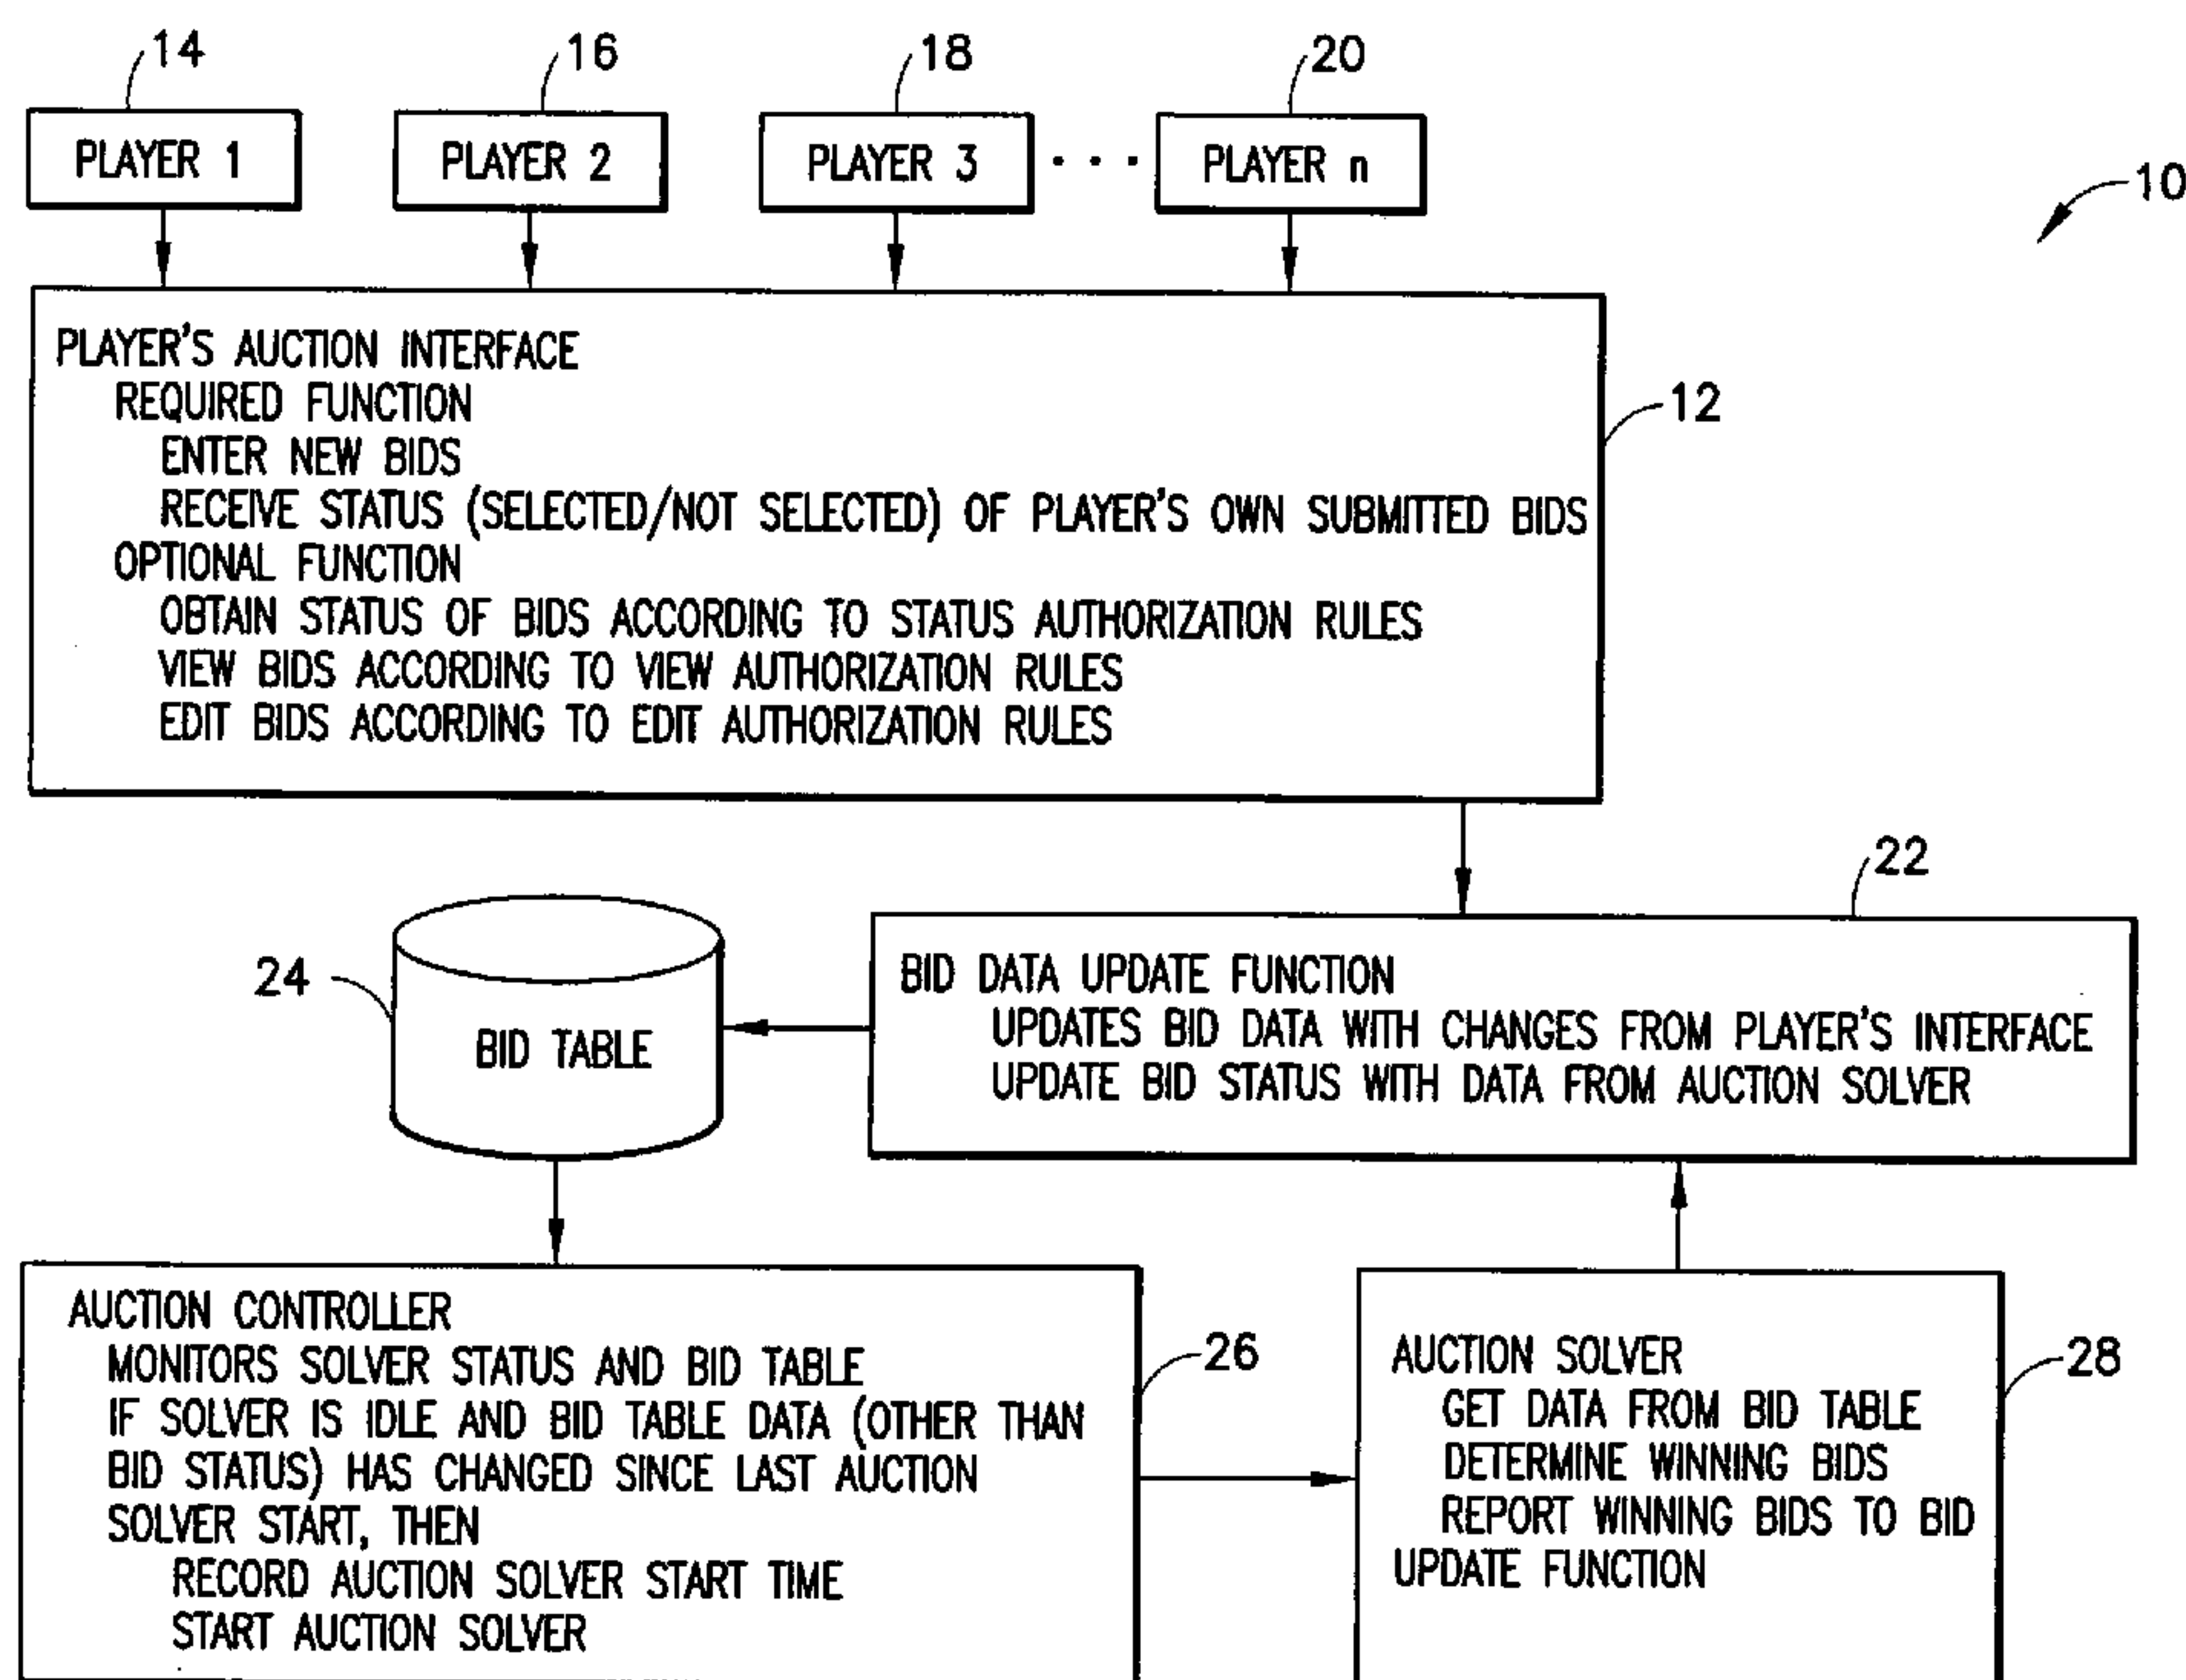 14
16
18
20
PLAYER 1
PLAYER 2
PLAYER 3
· · ·
PLAYER n
10
PLAYER'S AUCTION INTERFACE
REQUIRED FUNCTION
ENTER NEW BIDS
RECEIVE STATUS (SELECTED/NOT SELECTED) OF PLAYER'S OWN SUBMITTED BIDS
OPTIONAL FUNCTION
OBTAIN STATUS OF BIDS ACCORDING TO STATUS AUTHORIZATION RULES
VIEW BIDS ACCORDING TO VIEW AUTHORIZATION RULES
EDIT BIDS ACCORDING TO EDIT AUTHORIZATION RULES
12
22
24
BID TABLE
BID DATA UPDATE FUNCTION
UPDATES BID DATA WITH CHANGES FROM PLAYER'S INTERFACE
UPDATE BID STATUS WITH DATA FROM AUCTION SOLVER
AUCTION CONTROLLER
MONITORS SOLVER STATUS AND BID TABLE
IF SOLVER IS IDLE AND BID TABLE DATA (OTHER THAN
BID STATUS) HAS CHANGED SINCE LAST AUCTION
SOLVER START, THEN
RECORD AUCTION SOLVER START TIME
START AUCTION SOLVER
26
AUCTION SOLVER
GET DATA FROM BID TABLE
DETERMINE WINNING BIDS
REPORT WINNING BIDS TO BID
UPDATE FUNCTION
28